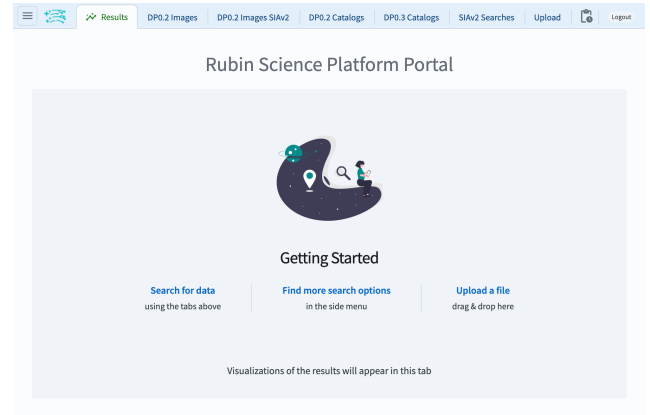 Results DP0.2 Images DP0.2 Images SIAv2 DP0.2 Catalogs DP0.3 Catalogs SIAv2 Searches Upload Logout
Rubin Science Platform Portal
Getting Started
Search for data Find more search options Upload a file
using the tabs above in the side menu drag & drop here
Visualizations of the results will appear in this tab